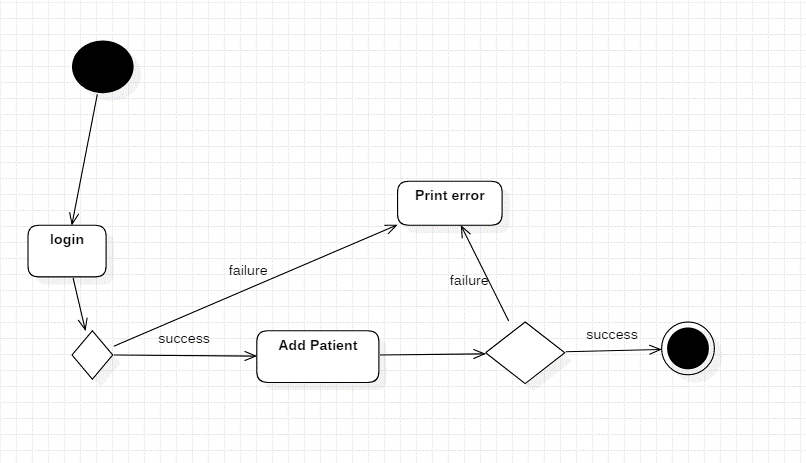 Print error
login
failure
failure
success
Add Patient
success